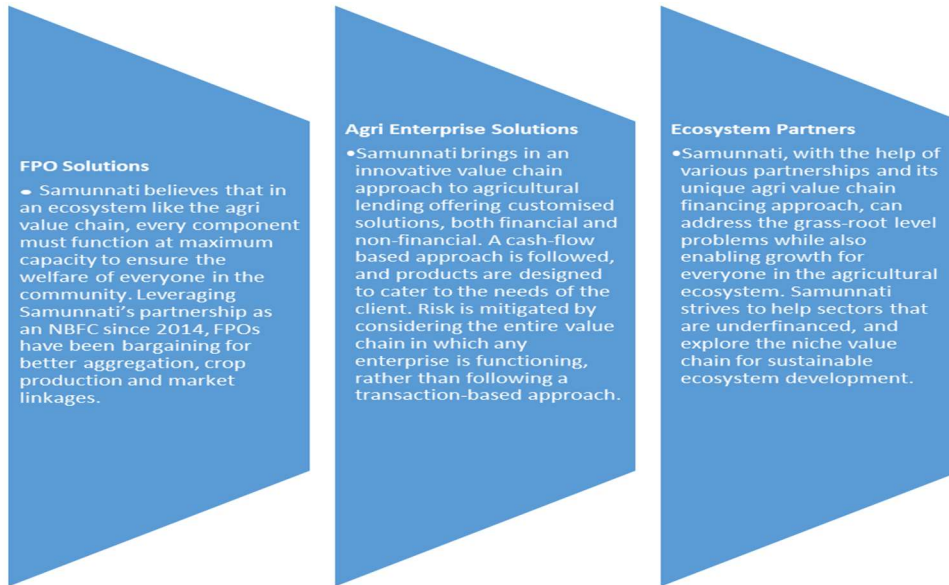 FPO Solutions
• Samunnati believes that in
an ecosystem like the agri
value chain, every component
must function at maximum
capacity to ensure the
welfare of everyone in the
community. Leveraging
Samunnati’s partnership as
an NBFC since 2014, FPOs
have been bargaining for
better aggregation, crop
production and market
linkages.
Agri Enterprise Solutions
•Samunnati brings in an
innovative value chain
approach to agricultural
lending offering customised
solutions, both financial and
non-financial. A cash-flow
based approach is followed,
and products are designed
to cater to the needs of the
client. Risk is mitigated by
considering the entire value
chain in which any
enterprise is functioning,
rather than following a
transaction-based approach.
Ecosystem Partners
•Samunnati, with the help of
various partnerships and its
unique agri value chain
financing approach, can
address the grass-root level
problems while also
enabling growth for
everyone in the agricultural
ecosystem. Samunnati
strives to help sectors that
are underfinanced, and
explore the niche value
chain for sustainable
ecosystem development.